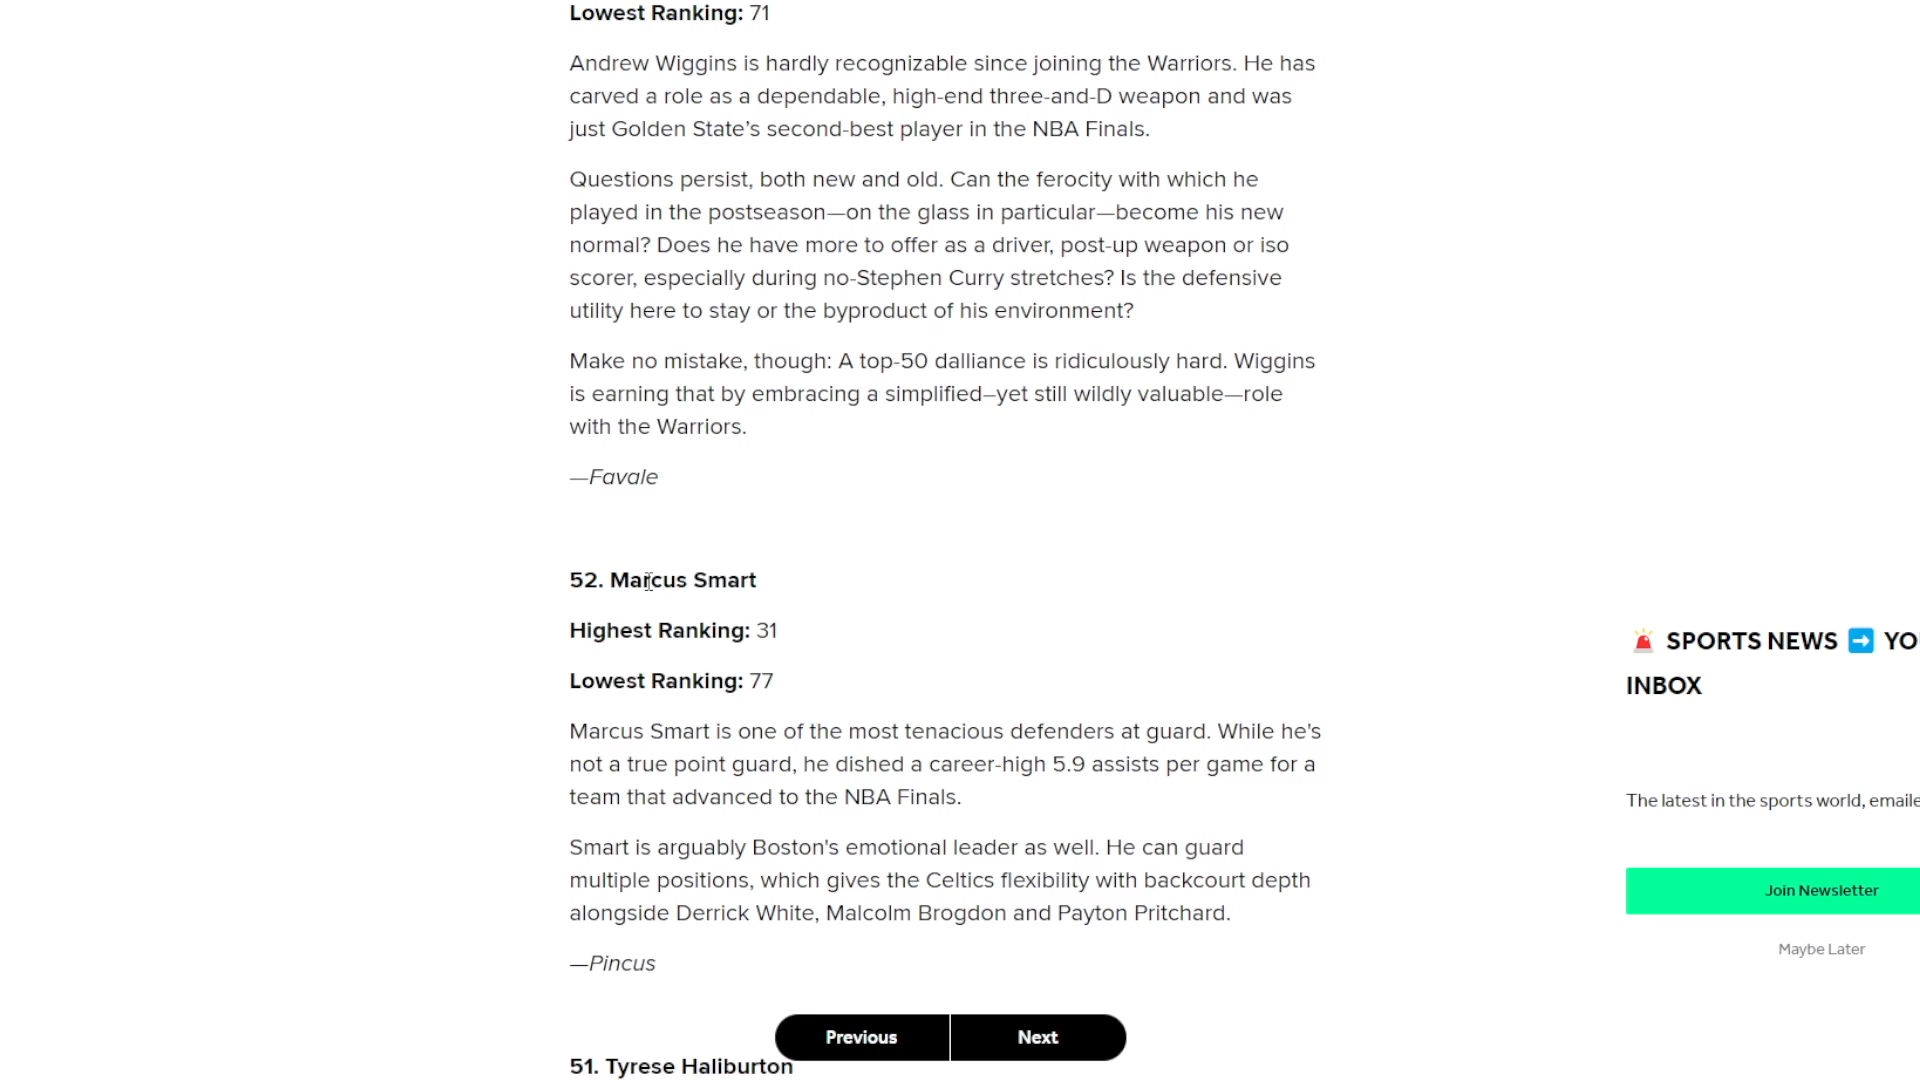 Lowest Ranking: 71
Andrew Wiggins is hardly recognizable since joining the Warriors. He has
carved a role as a dependable, high-end three-and-D weapon and was
just Golden State’s second-best player in the NBA Finals.
Questions persist, both new and old. Can the ferocity with which he
played in the postseason—on the glass in particular—become his new
normal? Does he have more to offer as a driver, post-up weapon or iso
scorer, especially during no-Stephen Curry stretches? Is the defensive
utility here to stay or the byproduct of his environment?
Make no mistake, though: A top-50 dalliance is ridiculously hard. Wiggins
is earning that by embracing a simplified–yet still wildly valuable—role
with the Warriors.
—Favale
52. Marcus Smart
Highest Ranking: 31
Lowest Ranking: 77
Marcus Smart is one of the most tenacious defenders at guard. While he's
not a true point guard, he dished a career-high 5.9 assists per game for a
team that advanced to the NBA Finals.
Smart is arguably Boston's emotional leader as well. He can guard
multiple positions, which gives the Celtics flexibility with backcourt depth
alongside Derrick White, Malcolm Brogdon and Payton Pritchard.
—Pincus
Previous Next
51. Tyrese Haliburton
🚨 SPORTS NEWS ➡️ YO
INBOX
The latest in the sports world, emaile
Join Newsletter
Maybe Later